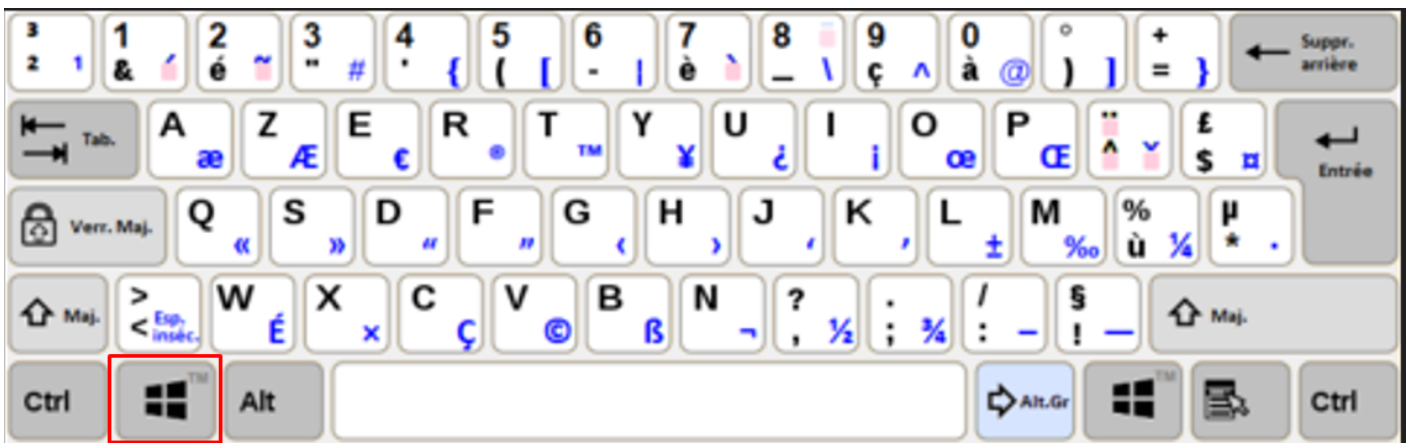 ³ 1 2 3 4 5 6 7 8 ¯ 9 0 ° + Suppr.
² ¹ & ´ é ~ " # ' { ( [ - | è ` _ \ ç ^ à @ ) ] = } arrière
Tab. A Z E R T Y U I O P ¨ £
æ Æ € ® ™ ¥ ¿ ¡ œ Œ ^ ˇ $ ¤ Entrée
Verr. Maj. Q S D F G H J K L M % µ
« » “ ” ‹ › ‘ ’ ± ‰ ù ¼ * ·
Maj. > W X C V B N ? . / § Maj.
< Esp. insèc. É × Ç © ß ¬ , ½ ; ¾ : – ! —
Ctrl TM Alt Alt.Gr TM Ctrl